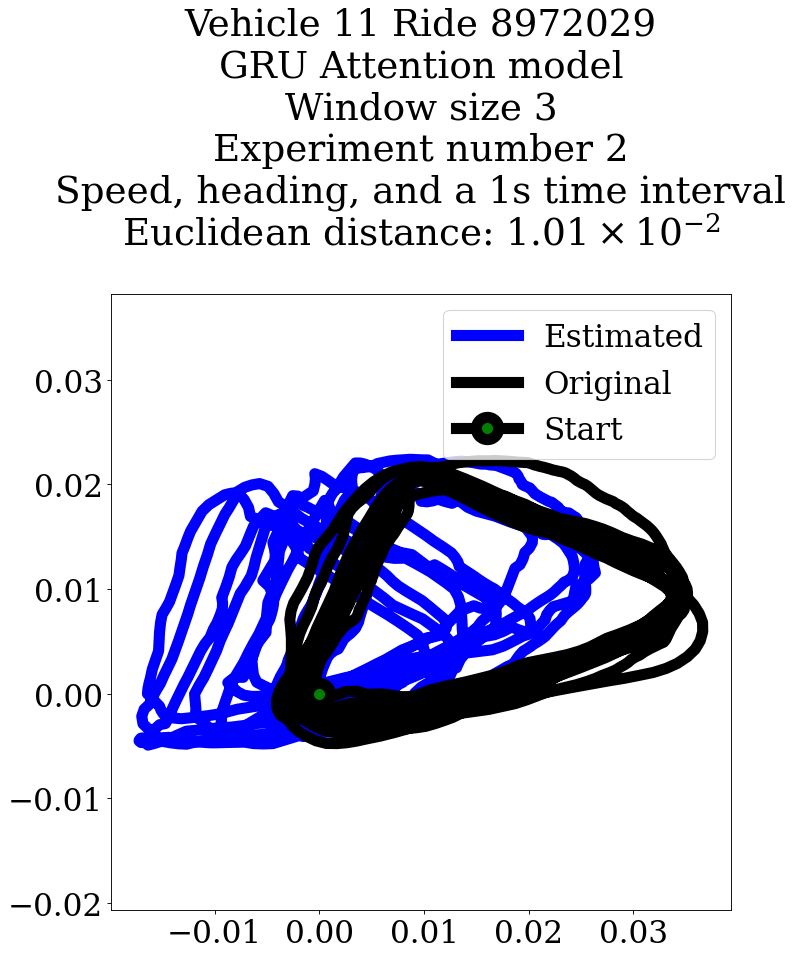 Vehicle 11 Ride 8972029
GRU Attention model
Window size 3
Experiment number 2
Speed, heading, and a 1s time interval
Euclidean distance: 1.01 × 10⁻²
Estimated
Original
Start
0.03
0.02
0.01
0.00
−0.01
−0.02
−0.01 0.00 0.01 0.02 0.03